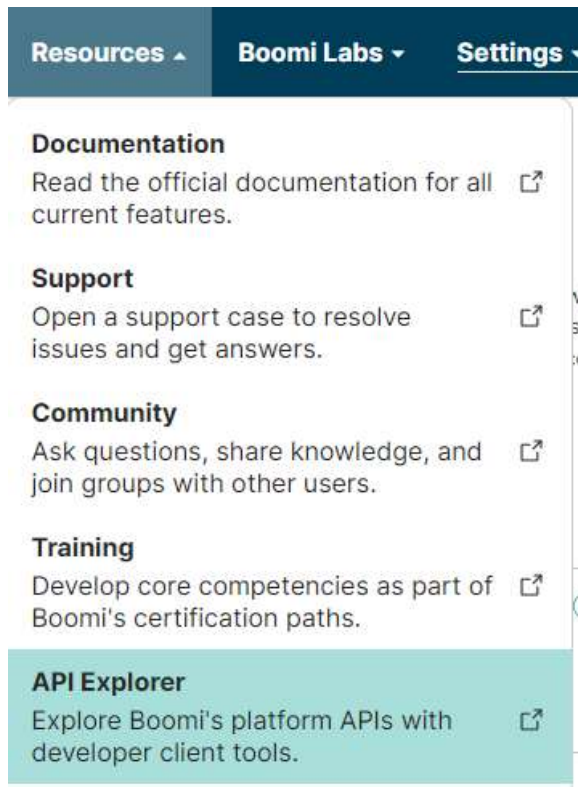 Resources
Boomi Labs
Settings
Documentation
Read the official documentation for all
current features.
Support
Open a support case to resolve
issues and get answers.
Community
Ask questions, share knowledge, and
join groups with other users.
Training
Develop core competencies as part of
Boomi's certification paths.
API Explorer
Explore Boomi's platform APIs with
developer client tools.